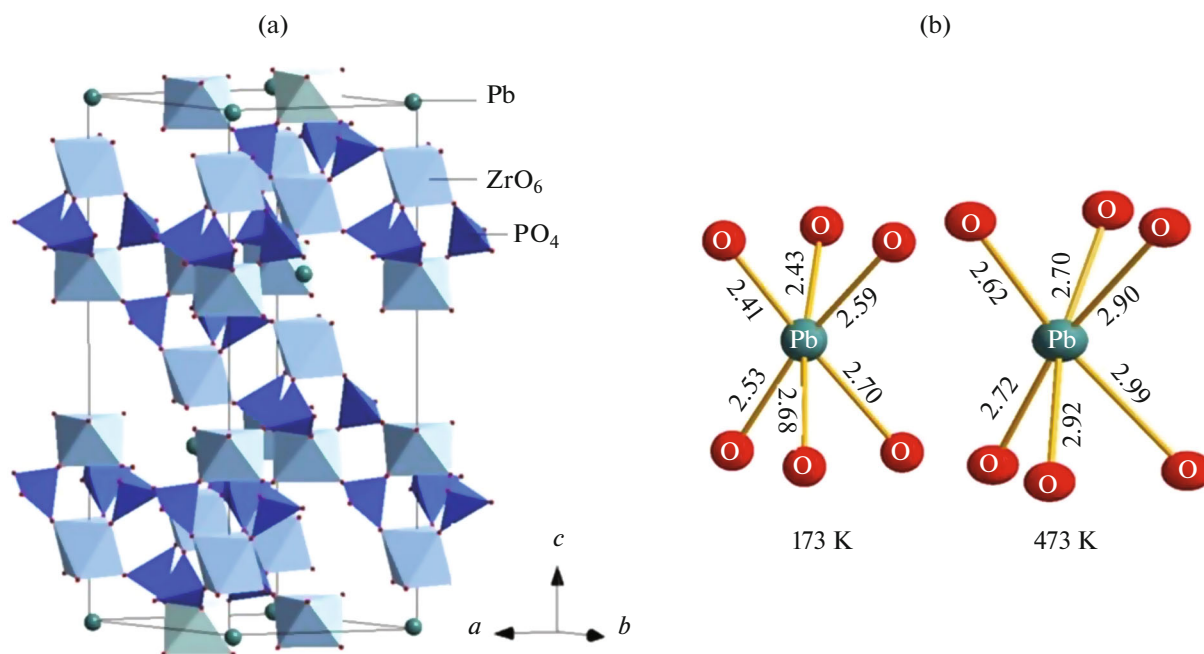 (a)
Pb
ZrO₆
PO₄
c
a
b
(b)
O
O
O
2.41
2.43
2.59
Pb
2.53
2.68
2.70
O
O
O
173 K
O
O
O
2.62
2.70
2.90
Pb
2.72
2.92
2.99
O
O
O
473 K